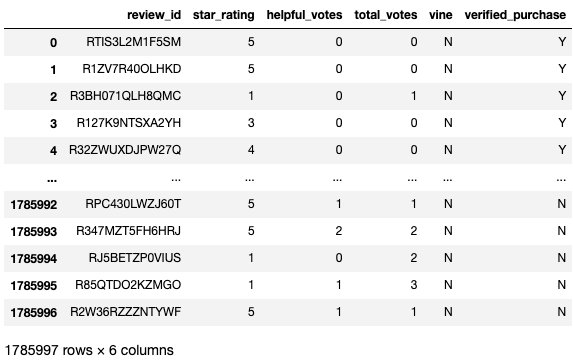 review_id star_rating helpful_votes total_votes vine verified_purchase
0 RTIS3L2M1F5SM 5 0 0 N Y
1 R1ZV7R40OLHKD 5 0 0 N Y
2 R3BH071QLH8QMC 1 0 1 N Y
3 R127K9NTSXA2YH 3 0 0 N Y
4 R32ZWUXDJPW27Q 4 0 0 N Y
... ... ... ... ... ... ...
1785992 RPC430LWZJ60T 5 1 1 N N
1785993 R347MZT5FH6HRJ 5 2 2 N N
1785994 RJ5BETZP0VIUS 1 0 2 N N
1785995 R85QTDO2KZMGO 1 1 3 N N
1785996 R2W36RZZZNTYWF 5 1 1 N N
1785997 rows × 6 columns